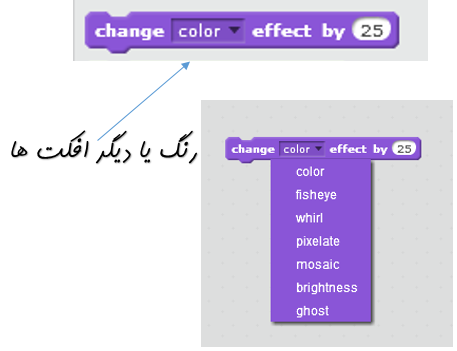 change color effect by 25
رنگ یا دیگر افکت ها
change color effect by 25
color
fisheye
whirl
pixelate
mosaic
brightness
ghost